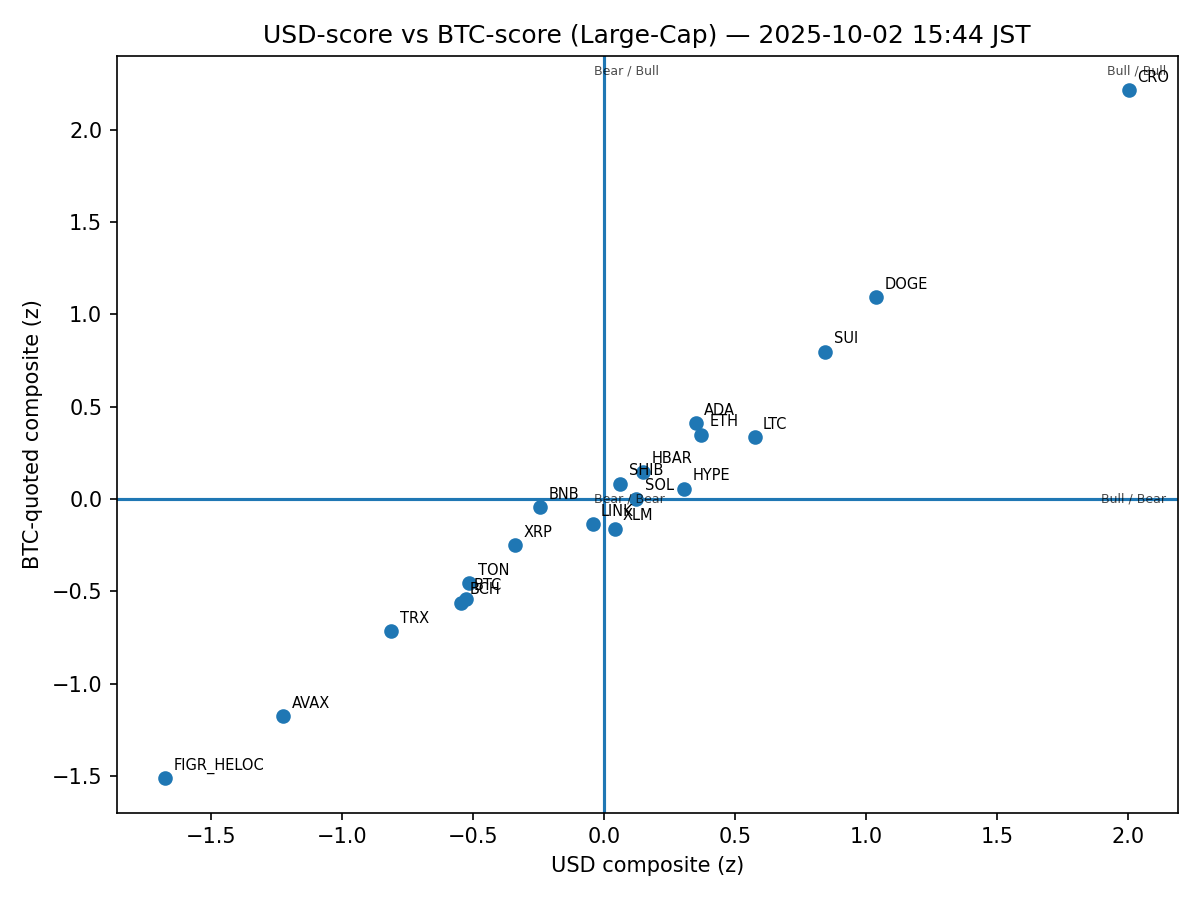 USD-score vs BTC-score (Large-Cap) — 2025-10-02 15:44 JST
Bear / Bull
Bull / Bull
CRO
2.0
1.5
DOGE
1.0
SUI
0.5
ADA
ETH
LTC
HBAR
SHIB
HYPE
SOL
BNB
0.0
Bear / Bear
Bull / Bear
LINK
XLM
XRP
TON
BTC
BCH
−0.5
TRX
−1.0
AVAX
FIGR_HELOC
−1.5
BTC-quoted composite (z)
−1.5
−1.0
−0.5
0.0
0.5
1.0
1.5
2.0
USD composite (z)